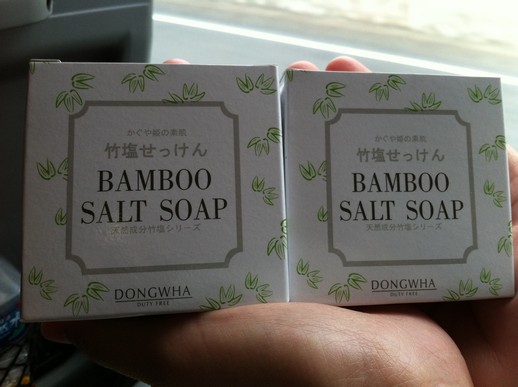 かぐや姫の素肌
竹塩せっけん
BAMBOO
SALT SOAP
天然成分竹塩シリーズ
DONGWHA
DUTY FREE
かぐや姫の素肌
竹塩せっけん
BAMBOO
SALT SOAP
天然成分竹塩シリーズ
DONGWHA
DUTY FREE